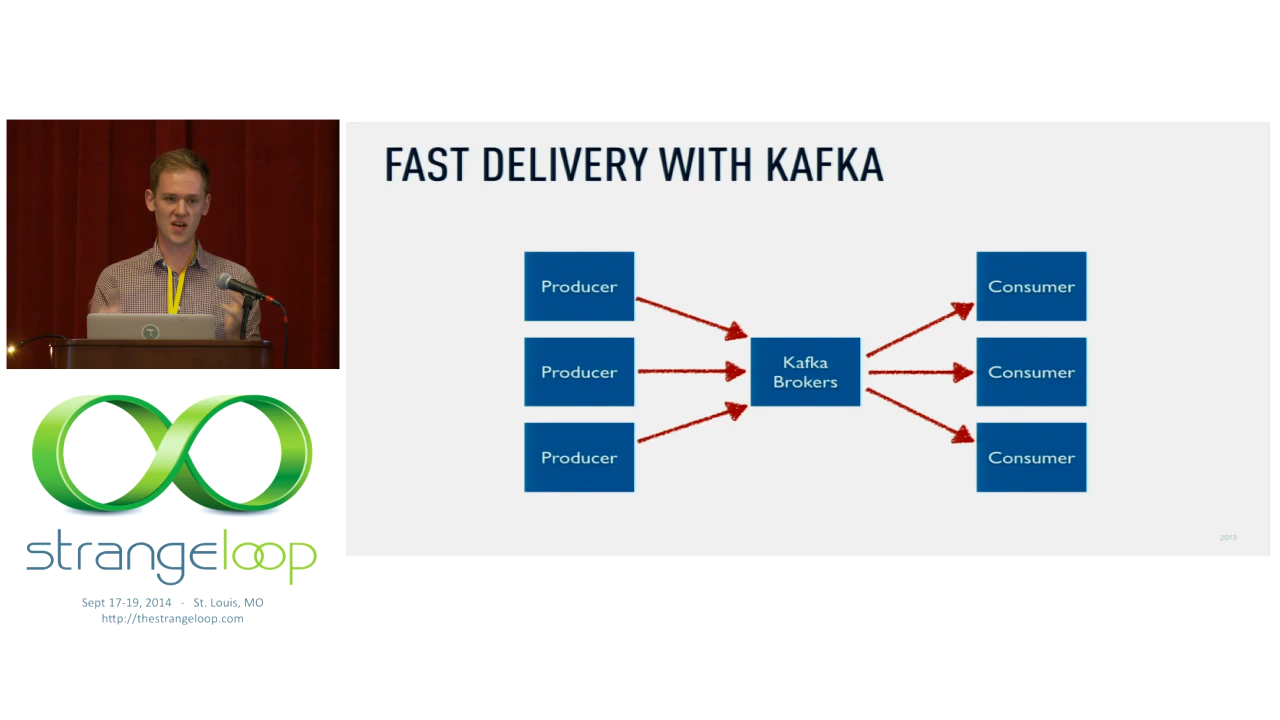 FAST DELIVERY WITH KAFKA
Producer
Producer
Producer
Kafka
Brokers
Consumer
Consumer
Consumer
2013
strangeloop
Sept 17-19, 2014 - St. Louis, MO
http://thestrangeloop.com